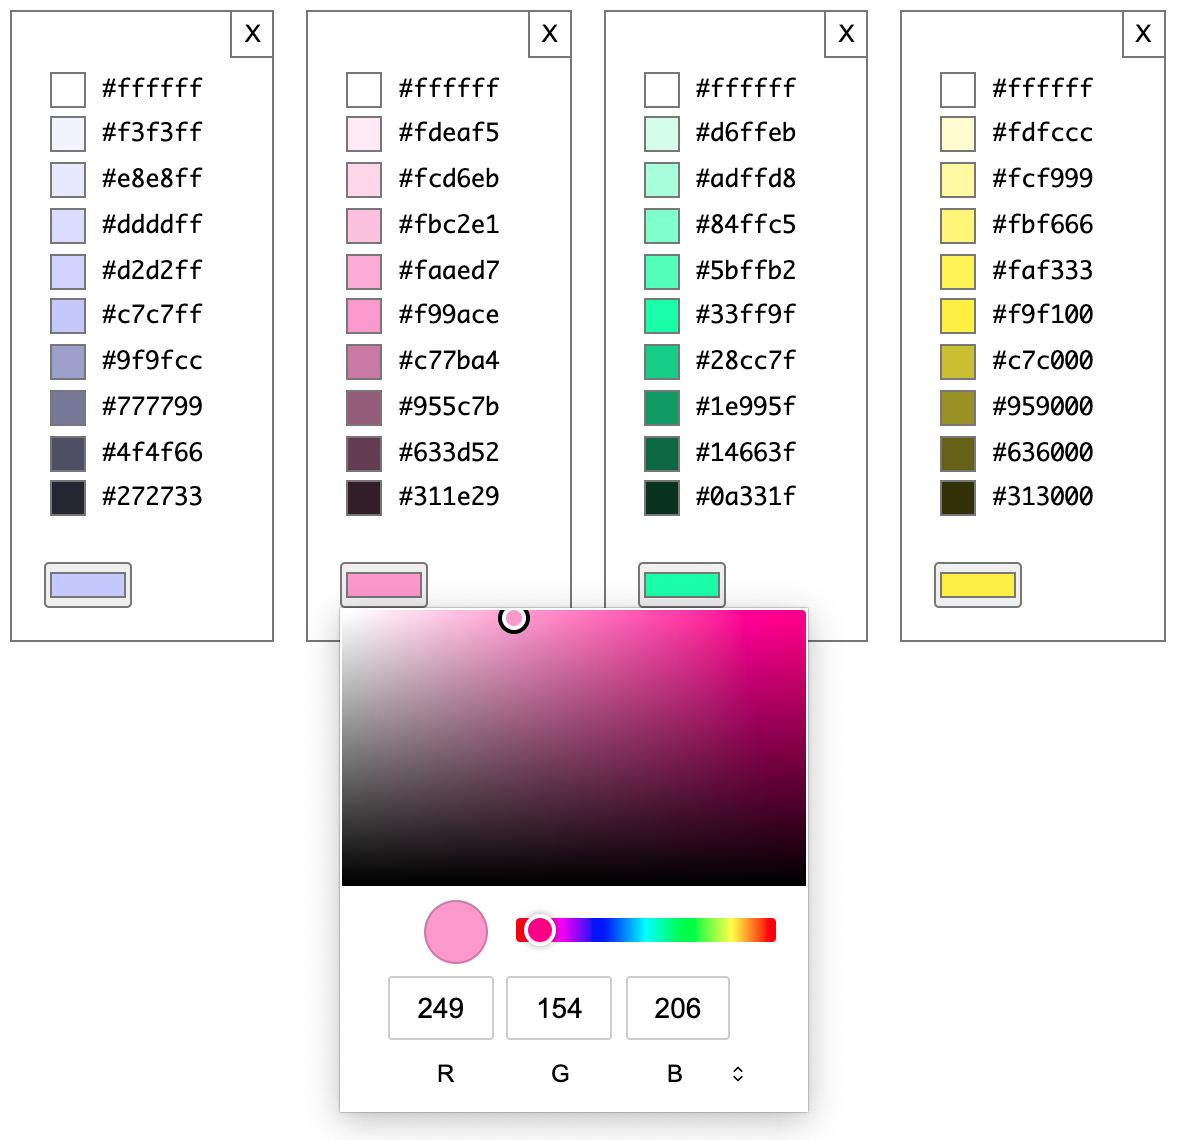 X
#ffffff
#f3f3ff
#e8e8ff
#ddddff
#d2d2ff
#c7c7ff
#9f9fcc
#777799
#4f4f66
#272733
X
#ffffff
#fdeaf5
#fcd6eb
#fbc2e1
#faaed7
#f99ace
#c77ba4
#955c7b
#633d52
#311e29
X
#ffffff
#d6ffeb
#adffd8
#84ffc5
#5bffb2
#33ff9f
#28cc7f
#1e995f
#14663f
#0a331f
X
#ffffff
#fdfccc
#fcf999
#fbf666
#faf333
#f9f100
#c7c000
#959000
#636000
#313000
249 154 206
R G B